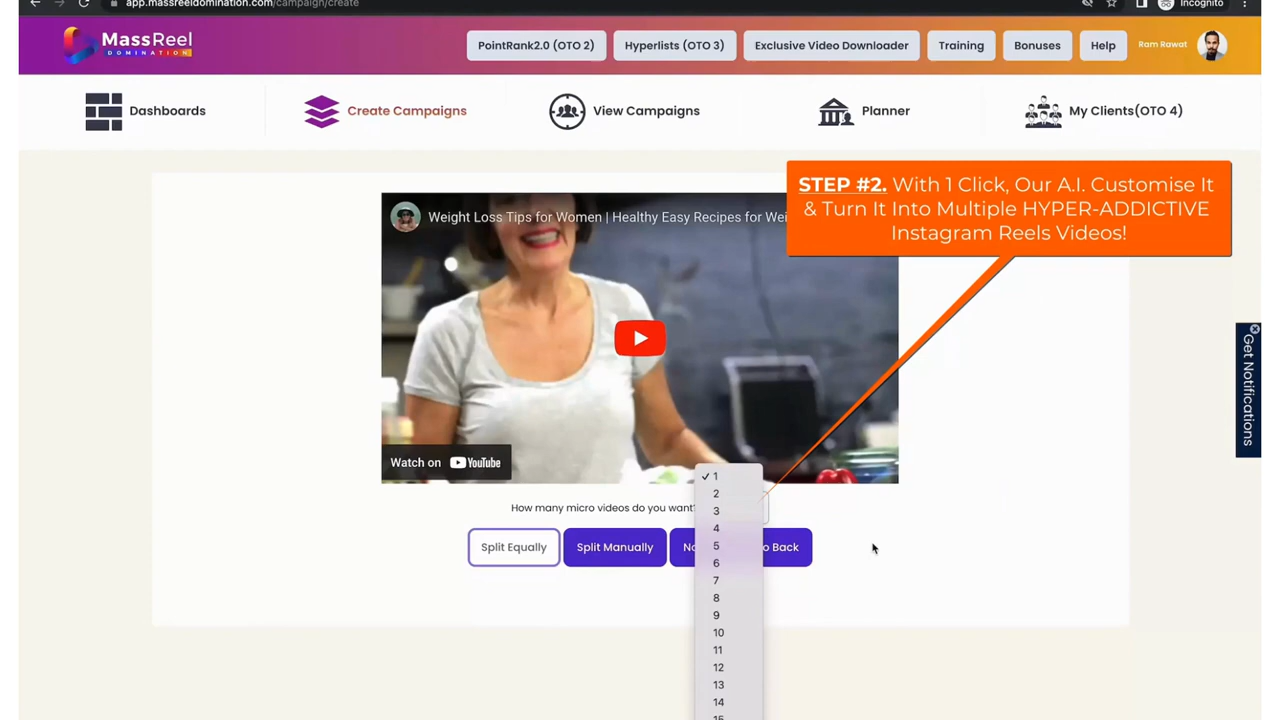 app.massreeldomination.com/campaign/create
Incognito
MassReel
DOMINATION
PointRank2.0 (OTO 2)
Hyperlists (OTO 3)
Exclusive Video Downloader
Training
Bonuses
Help
Ram Rawat
Dashboards
Create Campaigns
View Campaigns
Planner
My Clients(OTO 4)
STEP #2. With 1 Click, Our A.I. Customise It
& Turn It Into Multiple HYPER-ADDICTIVE
Instagram Reels Videos!
Weight Loss Tips for Women | Healthy Easy Recipes for Wei
Get Notifications
Watch on YouTube
How many micro videos do you want?
✓ 1
2
3
4
5
6
7
8
9
10
11
12
13
14
15
Split Equally
Split Manually
Back